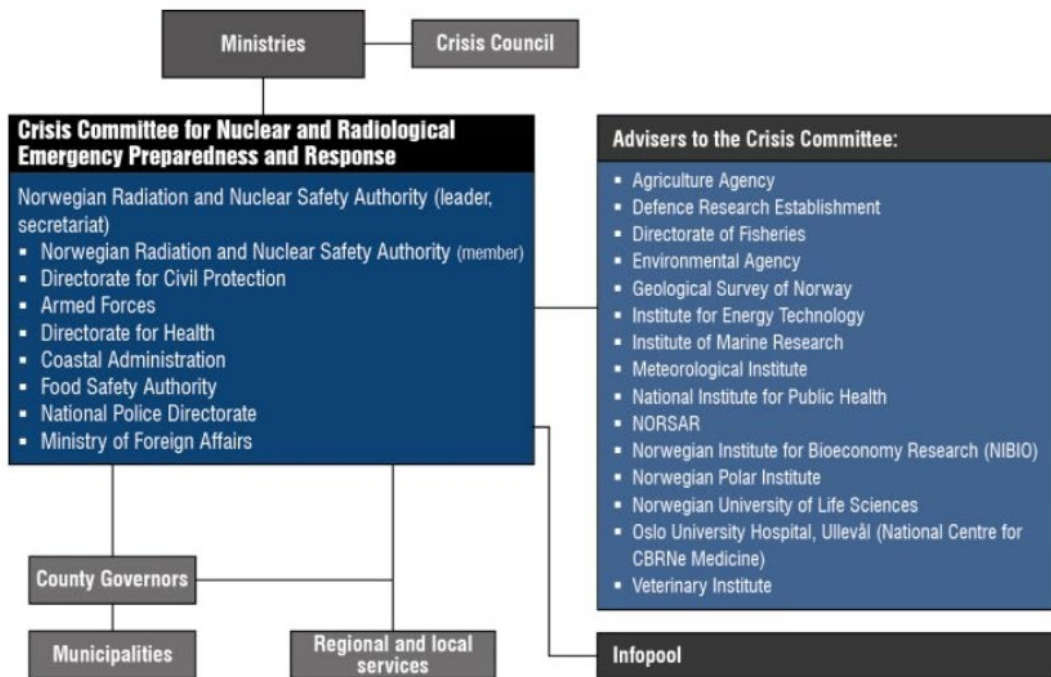 Ministries
Crisis Council
Crisis Committee for Nuclear and Radiological
Emergency Preparedness and Response
Norwegian Radiation and Nuclear Safety Authority (leader,
secretariat)
▪ Norwegian Radiation and Nuclear Safety Authority (member)
▪ Directorate for Civil Protection
▪ Armed Forces
▪ Directorate for Health
▪ Coastal Administration
▪ Food Safety Authority
▪ National Police Directorate
▪ Ministry of Foreign Affairs
Advisers to the Crisis Committee:
▪ Agriculture Agency
▪ Defence Research Establishment
▪ Directorate of Fisheries
▪ Environmental Agency
▪ Geological Survey of Norway
▪ Institute for Energy Technology
▪ Institute of Marine Research
▪ Meteorological Institute
▪ National Institute for Public Health
▪ NORSAR
▪ Norwegian Institute for Bioeconomy Research (NIBIO)
▪ Norwegian Polar Institute
▪ Norwegian University of Life Sciences
▪ Oslo University Hospital, Ullevål (National Centre for
CBRNe Medicine)
▪ Veterinary Institute
County Governors
Municipalities
Regional and local
services
Infopool